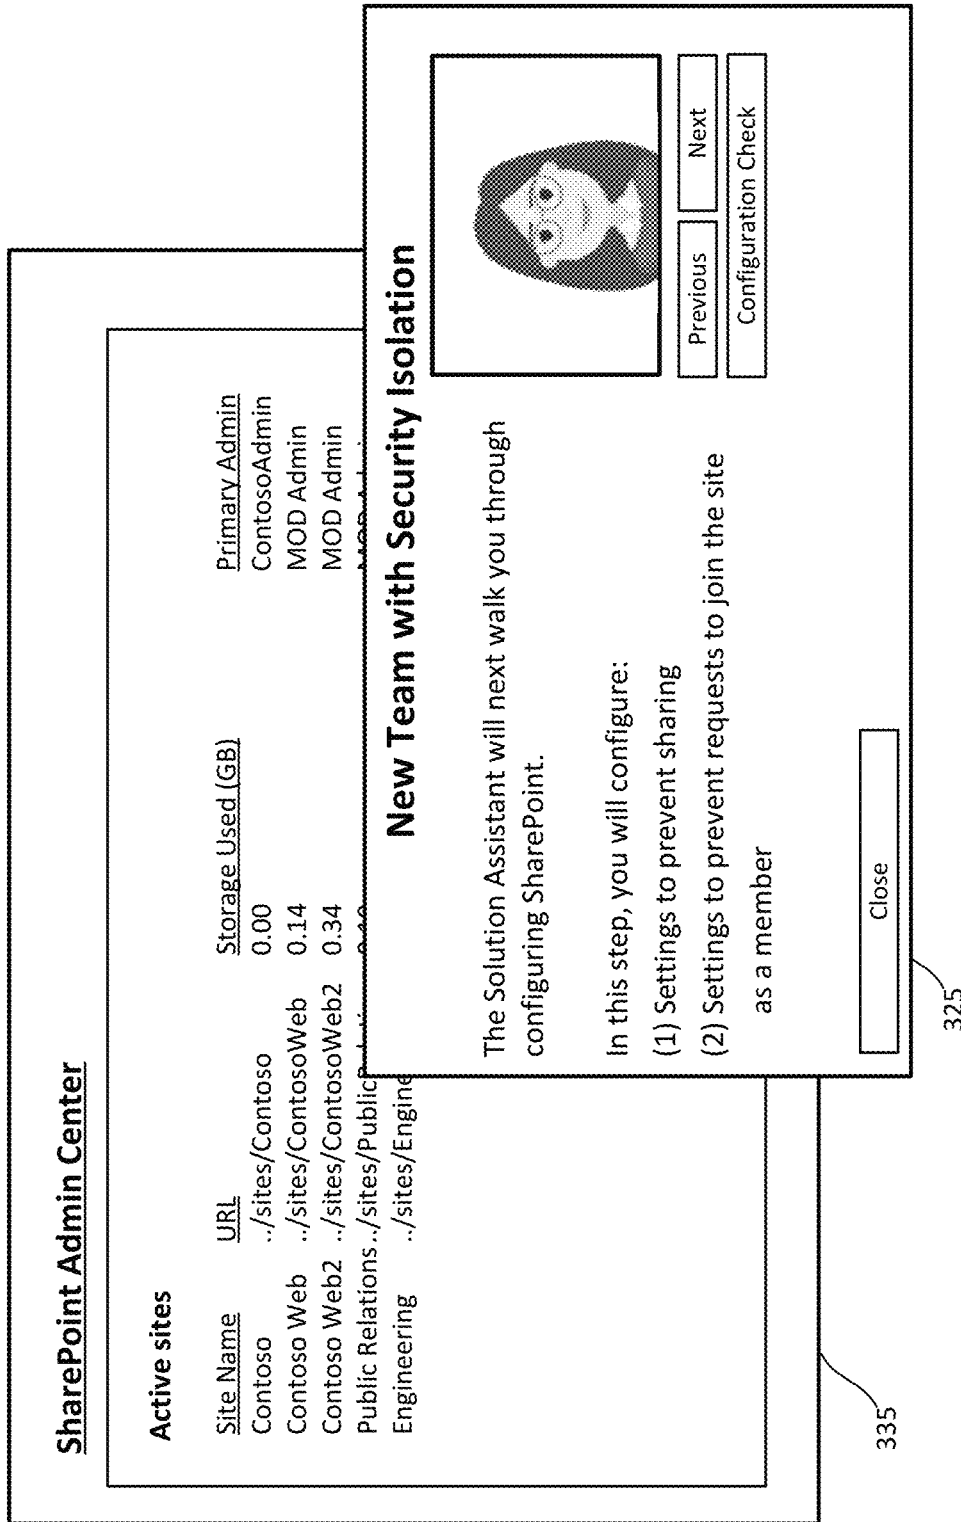 SharePoint Admin Center
Active sites
Site Name URL Storage Used (GB) Primary Admin
Contoso ../sites/Contoso 0.00 ContosoAdmin
Contoso Web ../sites/ContosoWeb 0.14 MOD Admin
Contoso Web2 ../sites/ContosoWeb2 0.34 MOD Admin
Public Relations ../sites/Public
Engineering ../sites/Engine
New Team with Security Isolation
The Solution Assistant will next walk you through
configuring SharePoint.
In this step, you will configure:
(1) Settings to prevent sharing
(2) Settings to prevent requests to join the site
as a member
Previous
Next
Configuration Check
Close
335
325